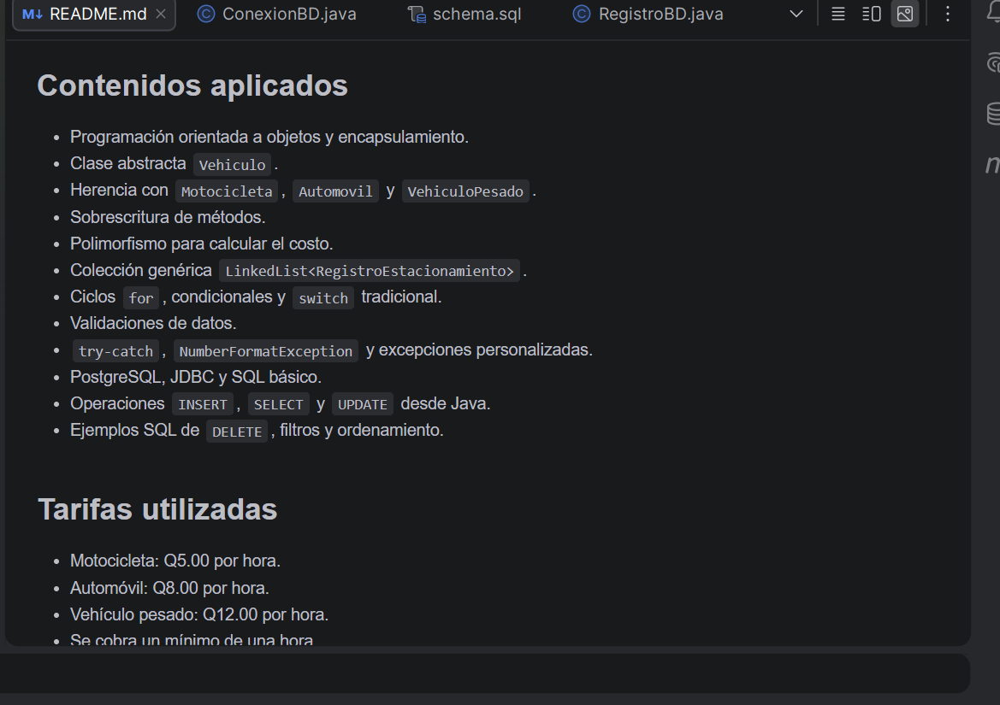 M↓ README.md
ConexionBD.java
schema.sql
RegistroBD.java
Contenidos aplicados
Programación orientada a objetos y encapsulamiento.
Clase abstracta Vehiculo .
Herencia con Motocicleta , Automovil y VehiculoPesado .
Sobrescritura de métodos.
Polimorfismo para calcular el costo.
Colección genérica LinkedList<RegistroEstacionamiento> .
Ciclos for , condicionales y switch tradicional.
Validaciones de datos.
try-catch , NumberFormatException y excepciones personalizadas.
PostgreSQL, JDBC y SQL básico.
Operaciones INSERT , SELECT y UPDATE desde Java.
Ejemplos SQL de DELETE , filtros y ordenamiento.
Tarifas utilizadas
Motocicleta: Q5.00 por hora.
Automóvil: Q8.00 por hora.
Vehículo pesado: Q12.00 por hora.
Se cobra un mínimo de una hora